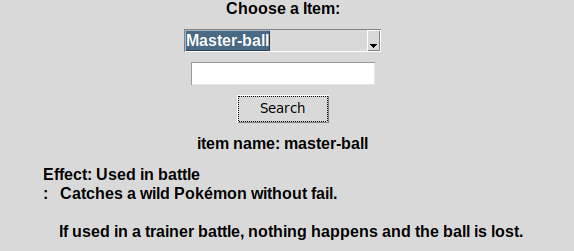 Choose a Item:
Master-ball
Search
item name: master-ball
Effect: Used in battle
:   Catches a wild Pokémon without fail.
If used in a trainer battle, nothing happens and the ball is lost.